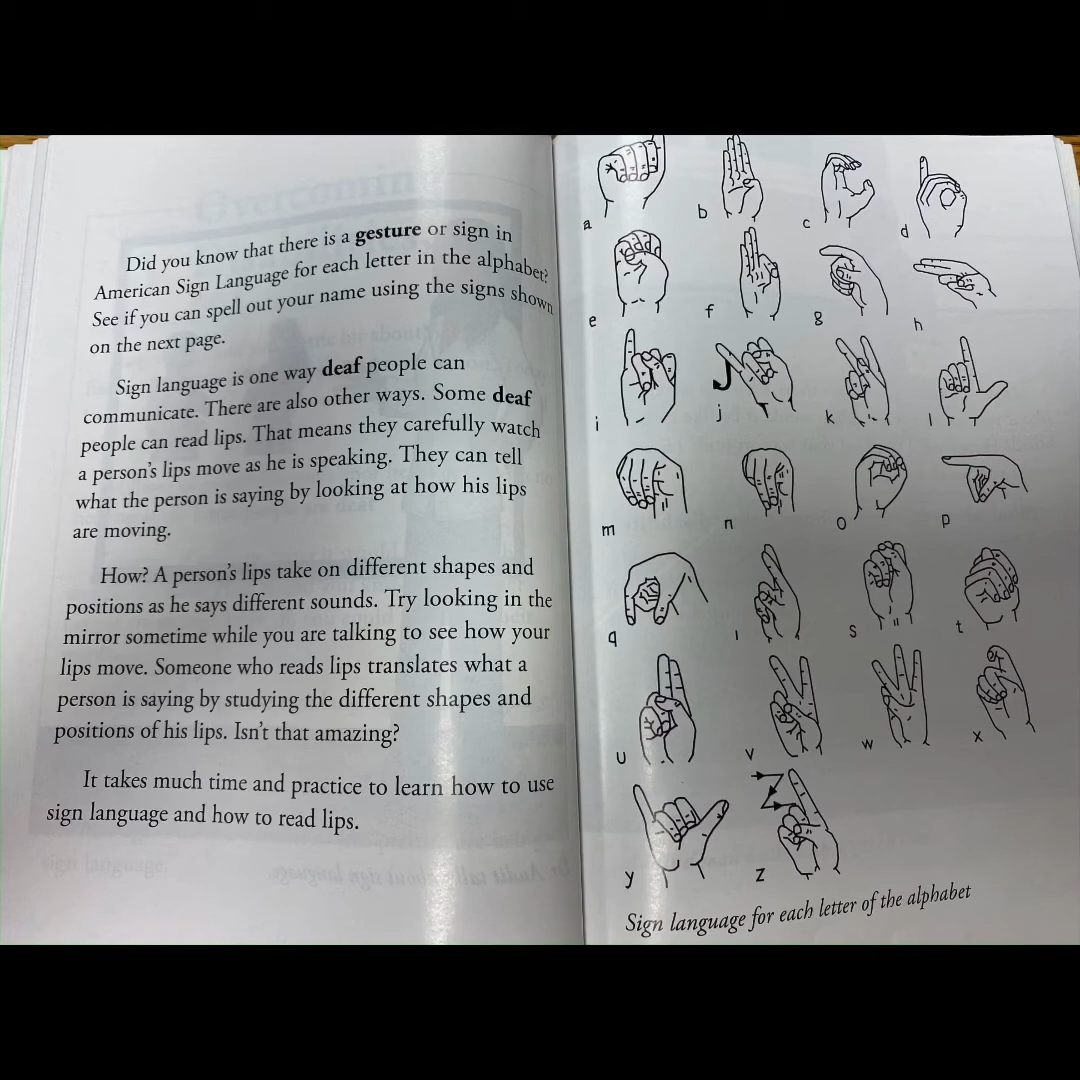 Did you know that there is a gesture or sign in
American Sign Language for each letter in the alphabet?
See if you can spell out your name using the signs shown
on the next page.
Sign language is one way deaf people can
communicate. There are also other ways. Some deaf
people can read lips. That means they carefully watch
a person's lips move as he is speaking. They can tell
what the person is saying by looking at how his lips
are moving.
How? A person's lips take on different shapes and
positions as he says different sounds. Try looking in the
mirror sometime while you are talking to see how your
lips move. Someone who reads lips translates what a
person is saying by studying the different shapes and
positions of his lips. Isn't that amazing?
It takes much time and practice to learn how to use
sign language and how to read lips.
a b c d
e f g h
i j k l
m n o p
q r s t
u v w x
y z
Sign language for each letter of the alphabet